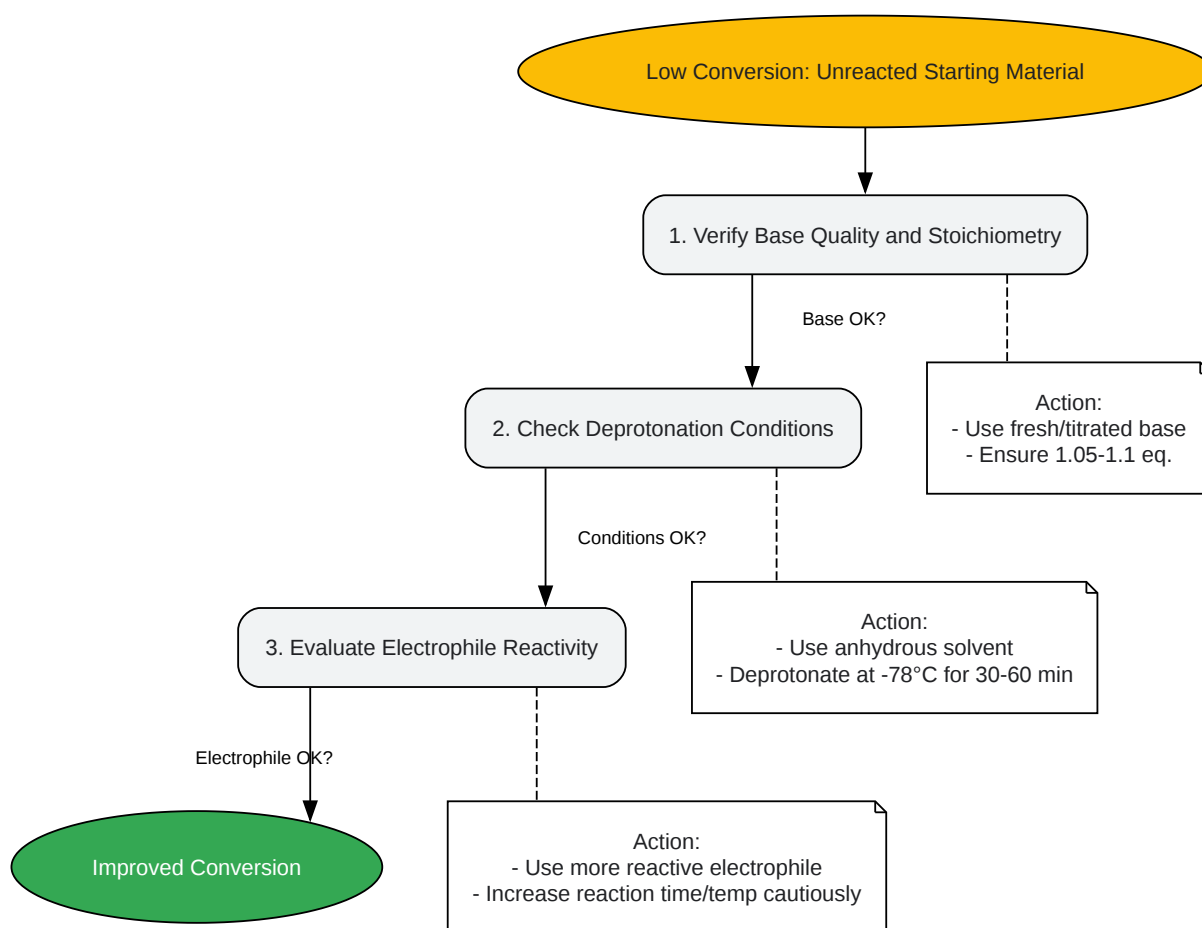 Low Conversion: Unreacted Starting Material
1. Verify Base Quality and Stoichiometry
Base OK?
Action:
- Use fresh/titrated base
- Ensure 1.05-1.1 eq.
2. Check Deprotonation Conditions
Conditions OK?
Action:
- Use anhydrous solvent
- Deprotonate at -78°C for 30-60 min
3. Evaluate Electrophile Reactivity
Electrophile OK?
Action:
- Use more reactive electrophile
- Increase reaction time/temp cautiously
Improved Conversion